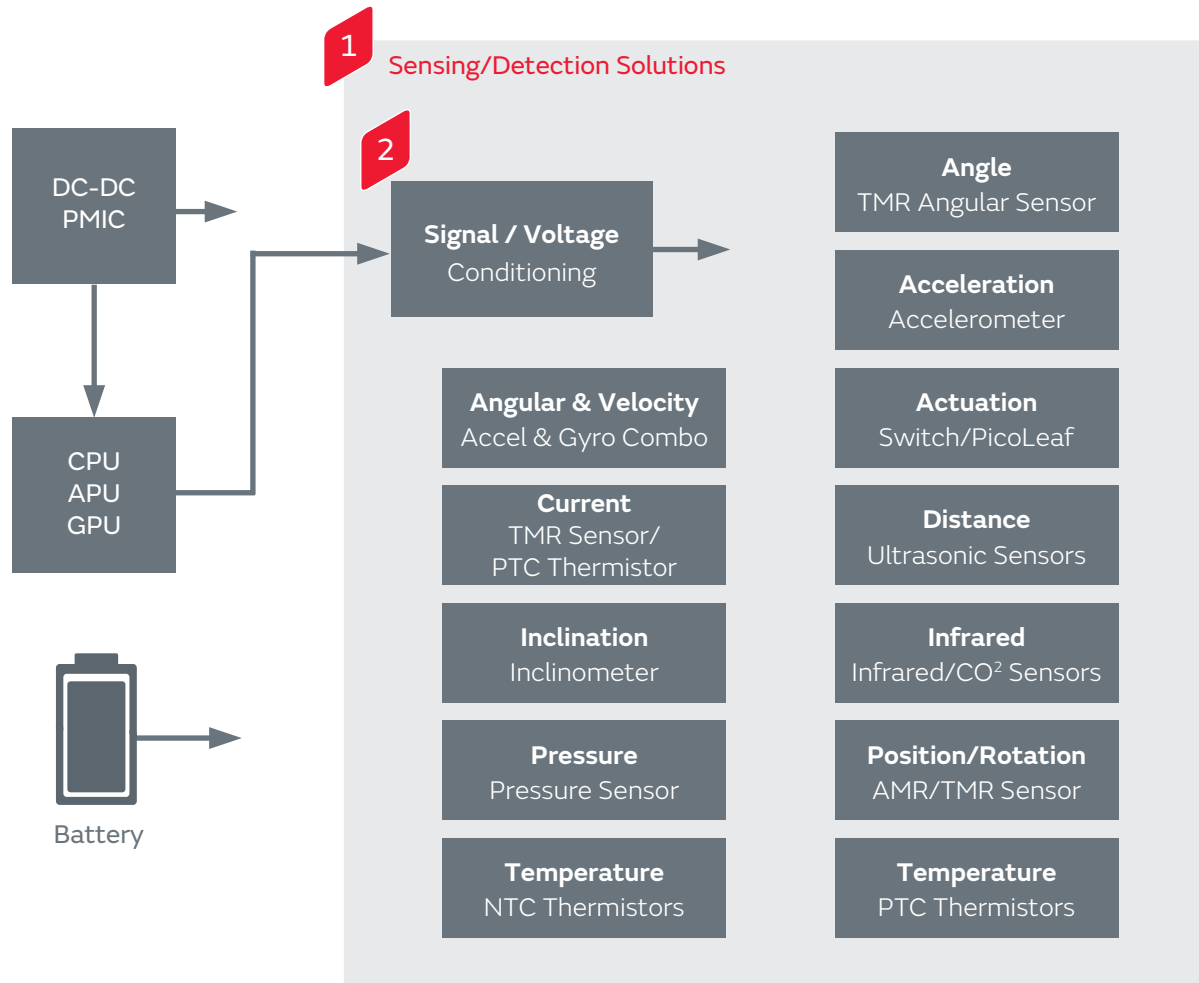 1
Sensing/Detection Solutions
DC-DC
PMIC
2
Signal / Voltage
Conditioning
CPU
APU
GPU
Battery
Angular & Velocity
Accel & Gyro Combo
Current
TMR Sensor/
PTC Thermistor
Inclination
Inclinometer
Pressure
Pressure Sensor
Temperature
NTC Thermistors
Angle
TMR Angular Sensor
Acceleration
Accelerometer
Actuation
Switch/PicoLeaf
Distance
Ultrasonic Sensors
Infrared
Infrared/CO² Sensors
Position/Rotation
AMR/TMR Sensor
Temperature
PTC Thermistors